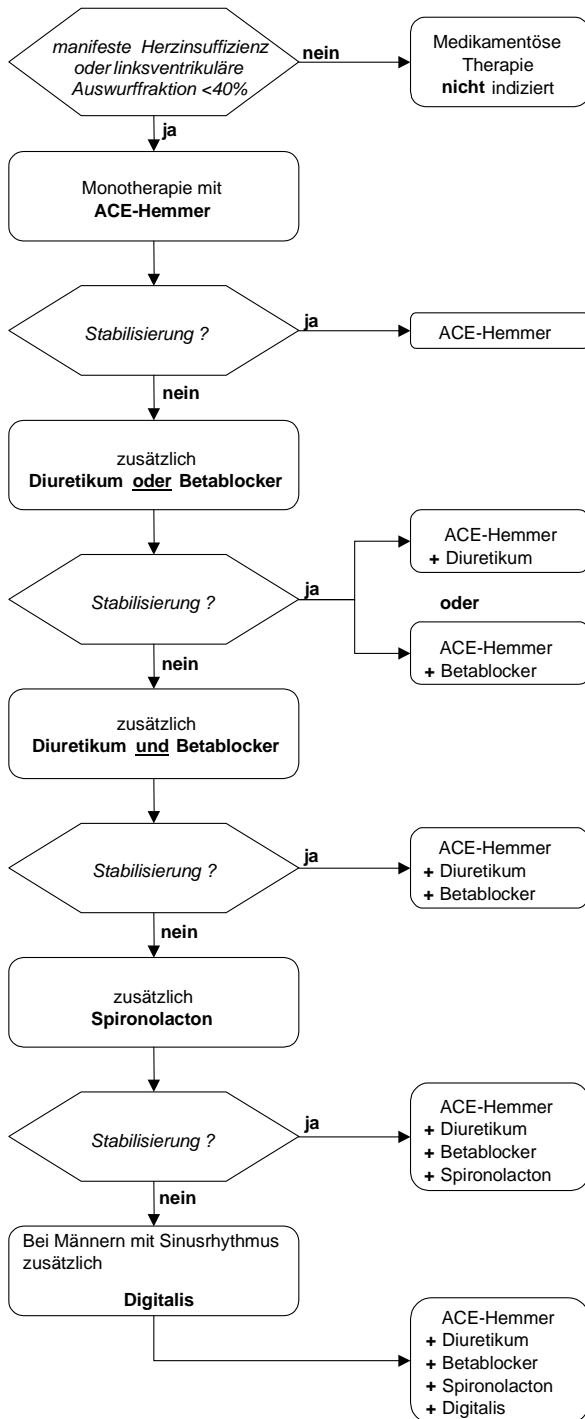 manifeste Herzinsuffizienz
oder linksventrikuläre
Auswurffraktion <40%
nein
Medikamentöse
Therapie
nicht indiziert
ja
Monotherapie mit
ACE-Hemmer
Stabilisierung ?
ja
ACE-Hemmer
nein
zusätzlich
Diuretikum oder Betablocker
Stabilisierung ?
ja
ACE-Hemmer
+ Diuretikum
oder
ACE-Hemmer
+ Betablocker
nein
zusätzlich
Diuretikum und Betablocker
Stabilisierung ?
ja
ACE-Hemmer
+ Diuretikum
+ Betablocker
nein
zusätzlich
Spironolacton
Stabilisierung ?
ja
ACE-Hemmer
+ Diuretikum
+ Betablocker
+ Spironolacton
nein
Bei Männern mit Sinusrhythmus
zusätzlich
Digitalis
ACE-Hemmer
+ Diuretikum
+ Betablocker
+ Spironolacton
+ Digitalis